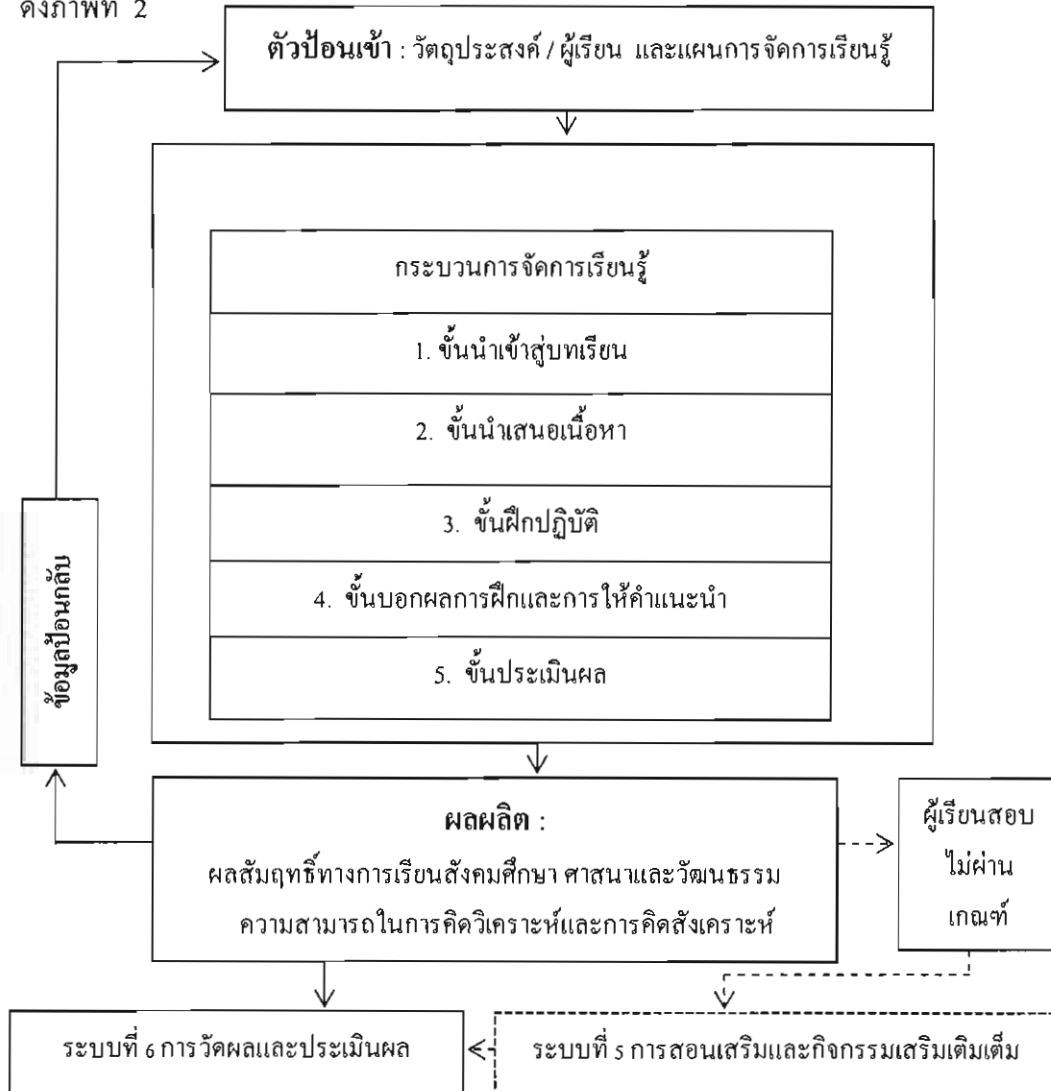 ดังภาพที่ 2
ตัวป้อนเข้า : วัตถุประสงค์ / ผู้เรียน และแผนการจัดการเรียนรู้
กระบวนการจัดการเรียนรู้
1. ขั้นนำเข้าสู่บทเรียน
2. ขั้นนำเสนอเนื้อหา
3. ขั้นฝึกปฏิบัติ
4. ขั้นบอกผลการฝึกและการให้คำแนะนำ
5. ขั้นประเมินผล
ข้อมูลป้อนกลับ
ผลผลิต :
ผลสัมฤทธิ์ทางการเรียนสังคมศึกษา ศาสนาและวัฒนธรรม
ความสามารถในการคิดวิเคราะห์และการคิดสังเคราะห์
ผู้เรียนสอบ
ไม่ผ่าน
เกณฑ์
ระบบที่ 6 การวัดผลและประเมินผล
ระบบที่ 5 การสอนเสริมและกิจกรรมเสริมเติมเต็ม